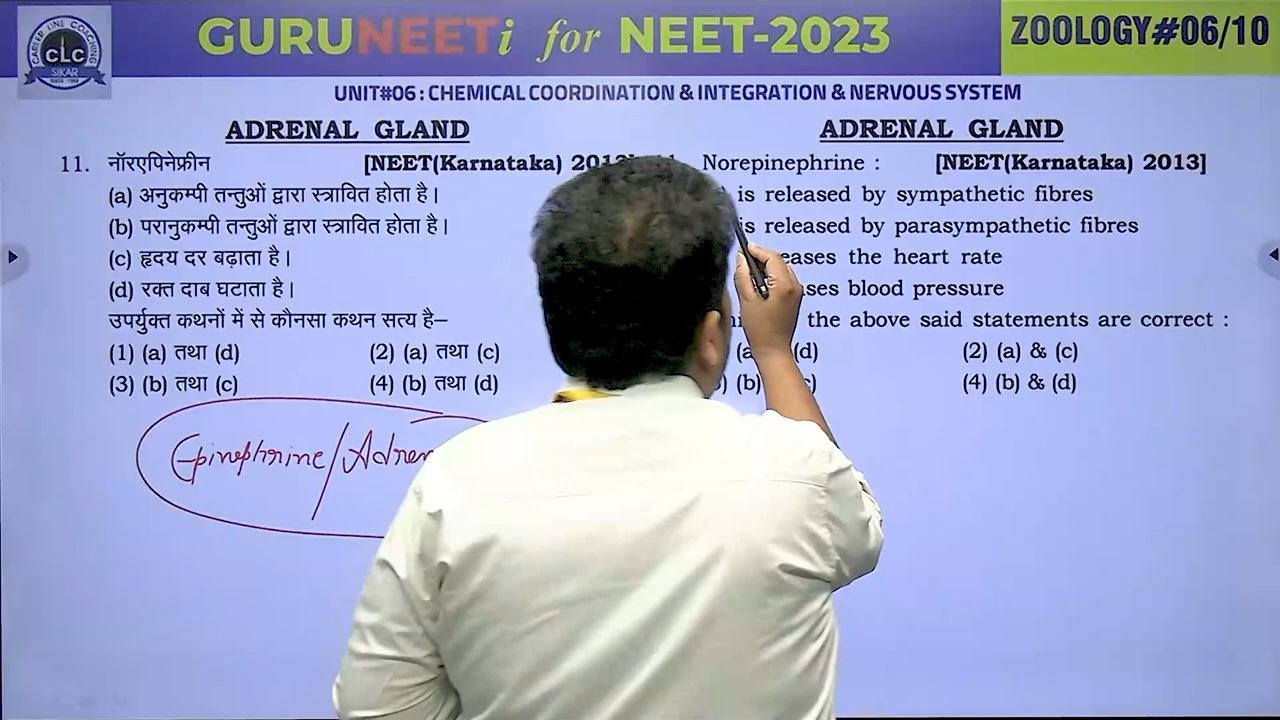 CAREER LINE COACHING
CLC
SIKAR
GURUNEETi for NEET-2023
ZOOLOGY#06/10
UNIT#06 : CHEMICAL COORDINATION & INTEGRATION & NERVOUS SYSTEM
ADRENAL GLAND
11. नॉरएपिनेफ्रीन [NEET(Karnataka) 2013]
(a) अनुकम्पी तन्तुओं द्वारा स्त्रावित होता है।
(b) परानुकम्पी तन्तुओं द्वारा स्त्रावित होता है।
(c) हृदय दर बढ़ाता है।
(d) रक्त दाब घटाता है।
उपर्युक्त कथनों में से कौनसा कथन सत्य है–
(1) (a) तथा (d) (2) (a) तथा (c)
(3) (b) तथा (c) (4) (b) तथा (d)
Epinephrine/Adren
ADRENAL GLAND
Norepinephrine : [NEET(Karnataka) 2013]
is released by sympathetic fibres
is released by parasympathetic fibres
eases the heart rate
ses blood pressure
the above said statements are correct :
(d) (2) (a) & (c)
(b) (4) (b) & (d)